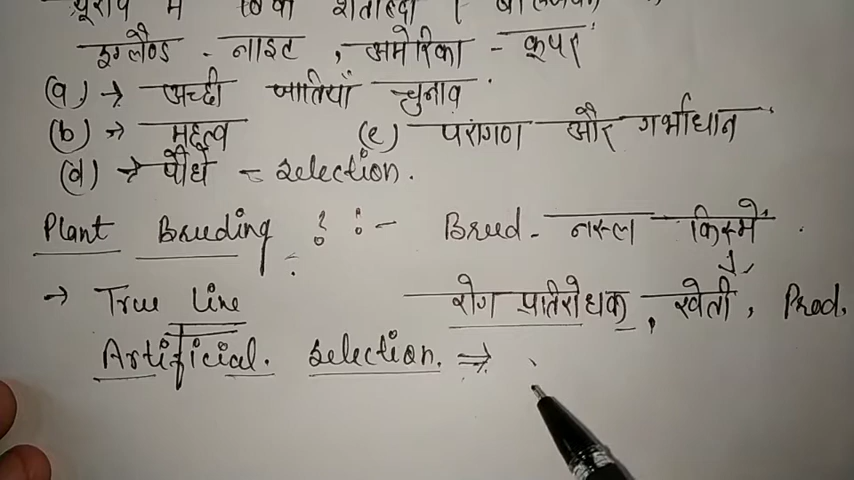 यूरोप में
इंग्लैण्ड - नाइट , अमेरिका - कूपर
(a) → अच्छी जातियाँ चुनाव
(b) → महत्व (c) परागण और गर्भाधान
(d) → पौधे - selection.
Plant Breeding :- Breed - नस्ल किस्में
→ True line रोग प्रतिरोधक, खेती, Prod.
Artificial. selection. ⇒